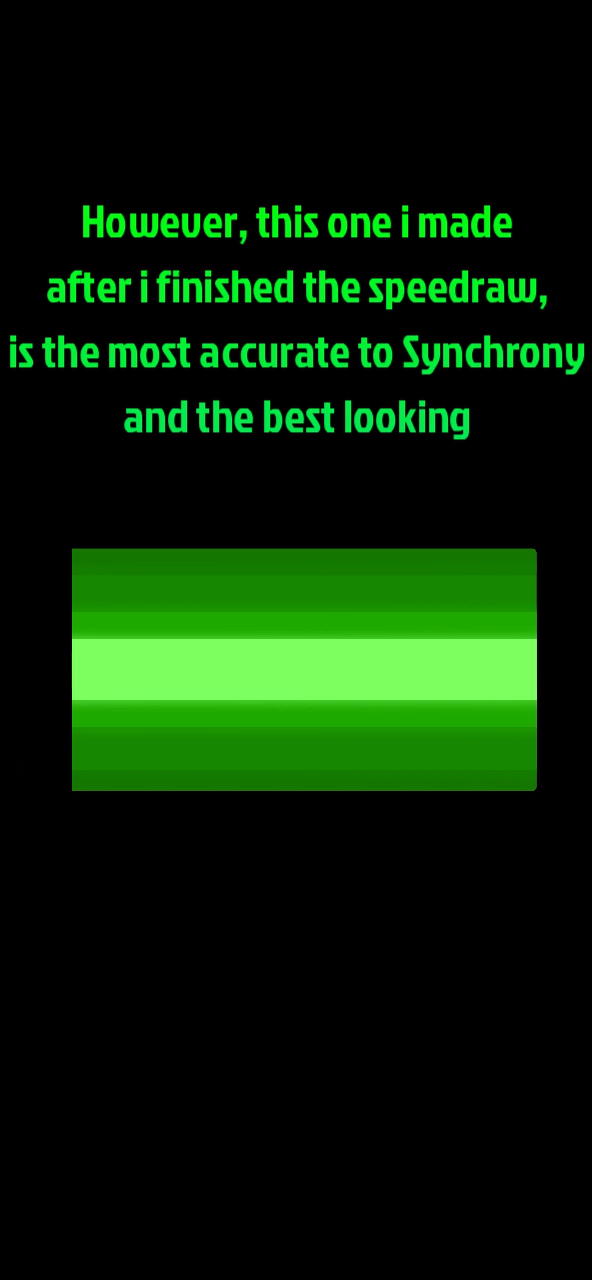 However, this one i made
after i finished the speedraw,
is the most accurate to Synchrony
and the best looking